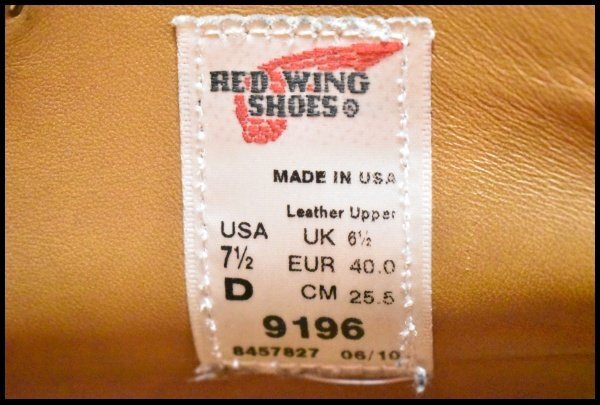 RED WING
SHOES®
MADE IN USA
Leather Upper
USA
7½
D
UK 6½
EUR 40.0
CM 25.5
9196
8457827 06/10